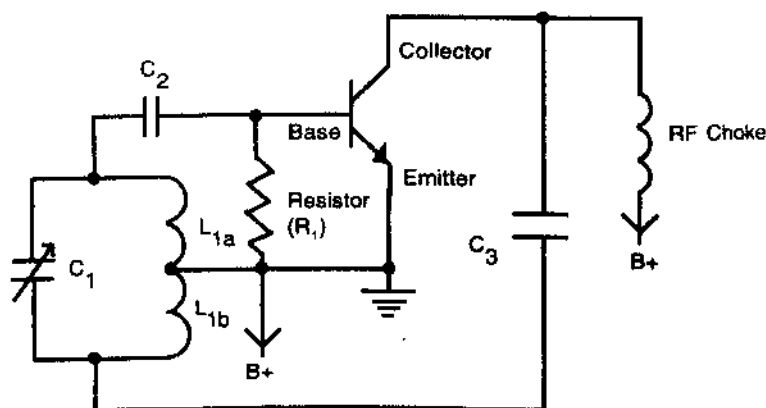 Collector
C2
Base
RF Choke
Emitter
Resistor
(R1)
L1a
C1
C3
B+
L1b
B+